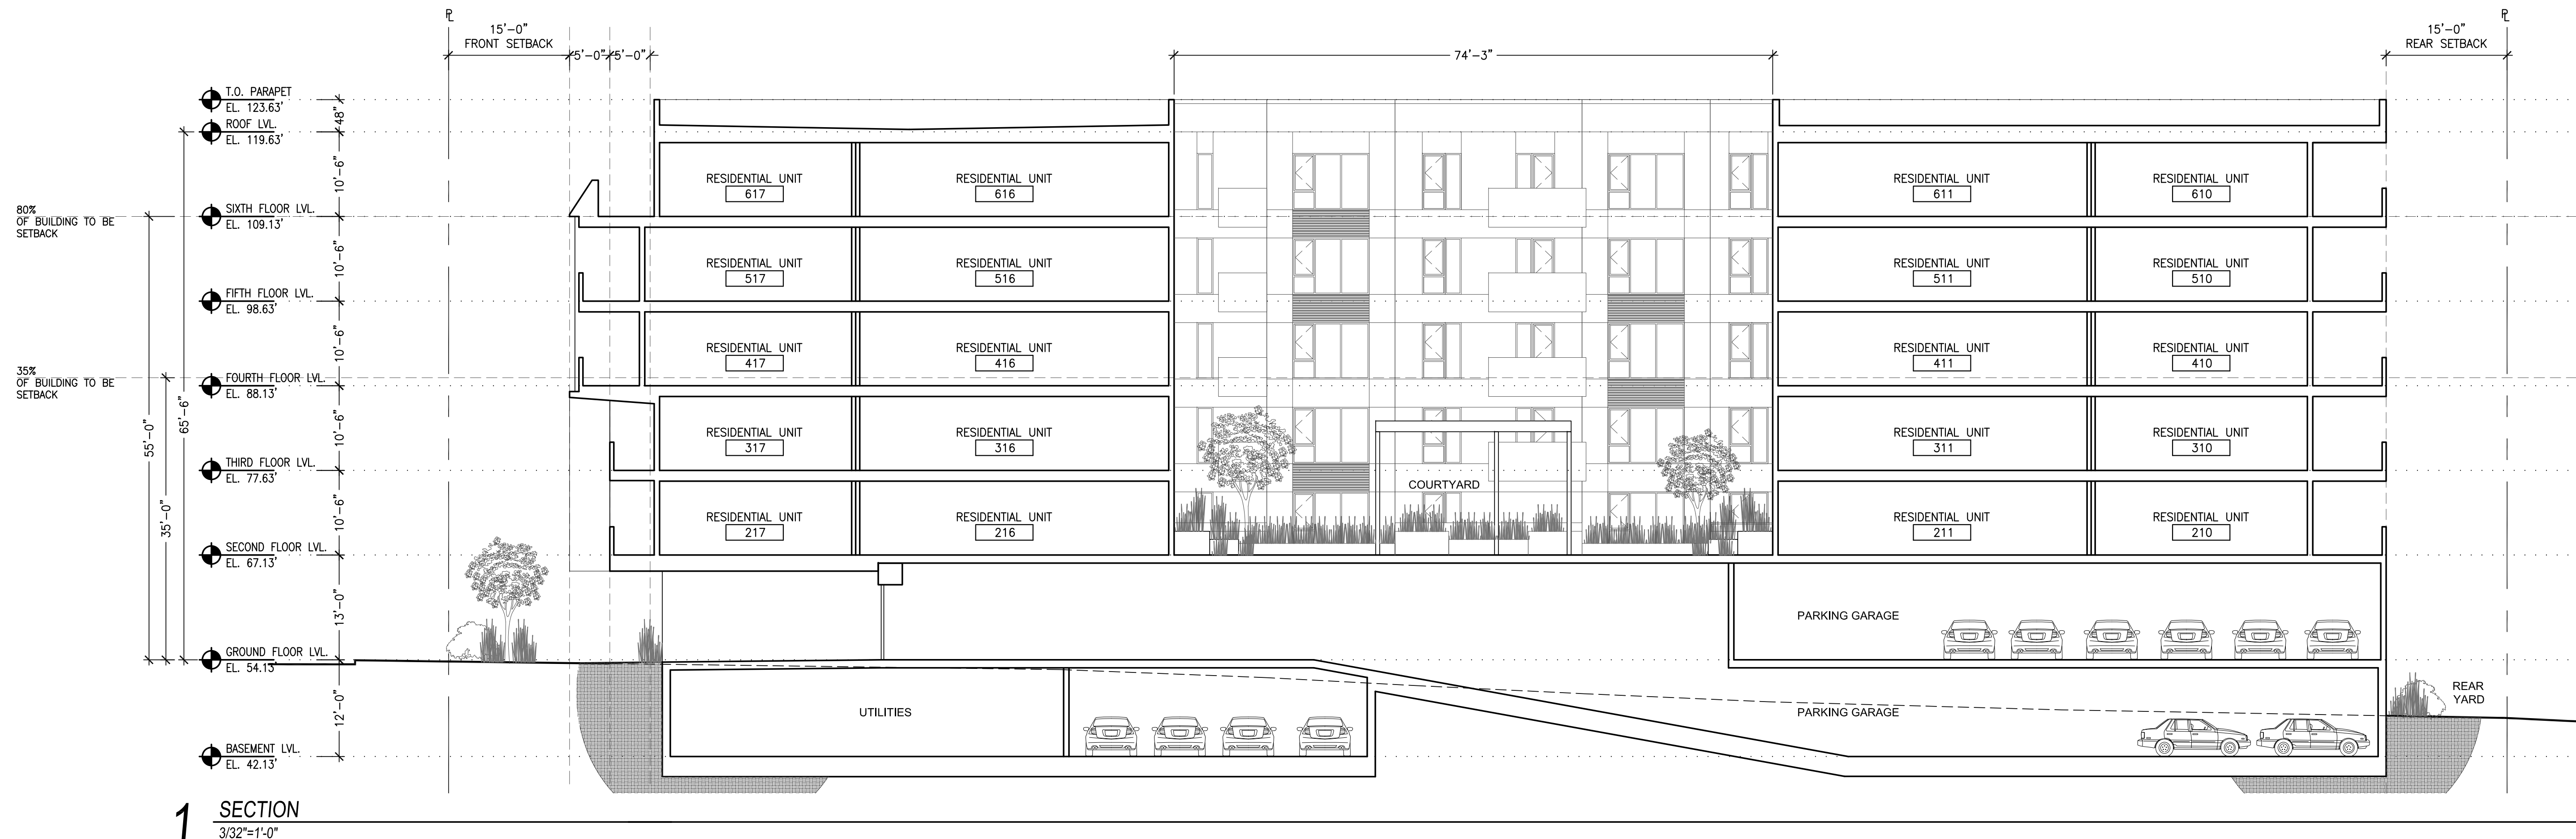 ℄
15'-0"
FRONT SETBACK
5'-0"
5'-0"
74'-3"
℄
15'-0"
REAR SETBACK
T.O. PARAPET
EL. 123.63'
48"
ROOF LVL.
EL. 119.63'
10'-6"
80%
OF BUILDING TO BE
SETBACK
SIXTH FLOOR LVL.
EL. 109.13'
10'-6"
FIFTH FLOOR LVL.
EL. 98.63'
10'-6"
35%
OF BUILDING TO BE
SETBACK
FOURTH FLOOR LVL.
EL. 88.13'
10'-6"
55'-0"
65'-6"
35'-0"
THIRD FLOOR LVL.
EL. 77.63'
10'-6"
SECOND FLOOR LVL.
EL. 67.13'
13'-0"
GROUND FLOOR LVL.
EL. 54.13'
12'-0"
BASEMENT LVL.
EL. 42.13'
RESIDENTIAL UNIT
617
RESIDENTIAL UNIT
616
RESIDENTIAL UNIT
611
RESIDENTIAL UNIT
610
RESIDENTIAL UNIT
517
RESIDENTIAL UNIT
516
RESIDENTIAL UNIT
511
RESIDENTIAL UNIT
510
RESIDENTIAL UNIT
417
RESIDENTIAL UNIT
416
RESIDENTIAL UNIT
411
RESIDENTIAL UNIT
410
RESIDENTIAL UNIT
317
RESIDENTIAL UNIT
316
RESIDENTIAL UNIT
311
RESIDENTIAL UNIT
310
COURTYARD
RESIDENTIAL UNIT
217
RESIDENTIAL UNIT
216
RESIDENTIAL UNIT
211
RESIDENTIAL UNIT
210
PARKING GARAGE
UTILITIES
PARKING GARAGE
REAR
YARD
1
SECTION
3/32"=1'-0"